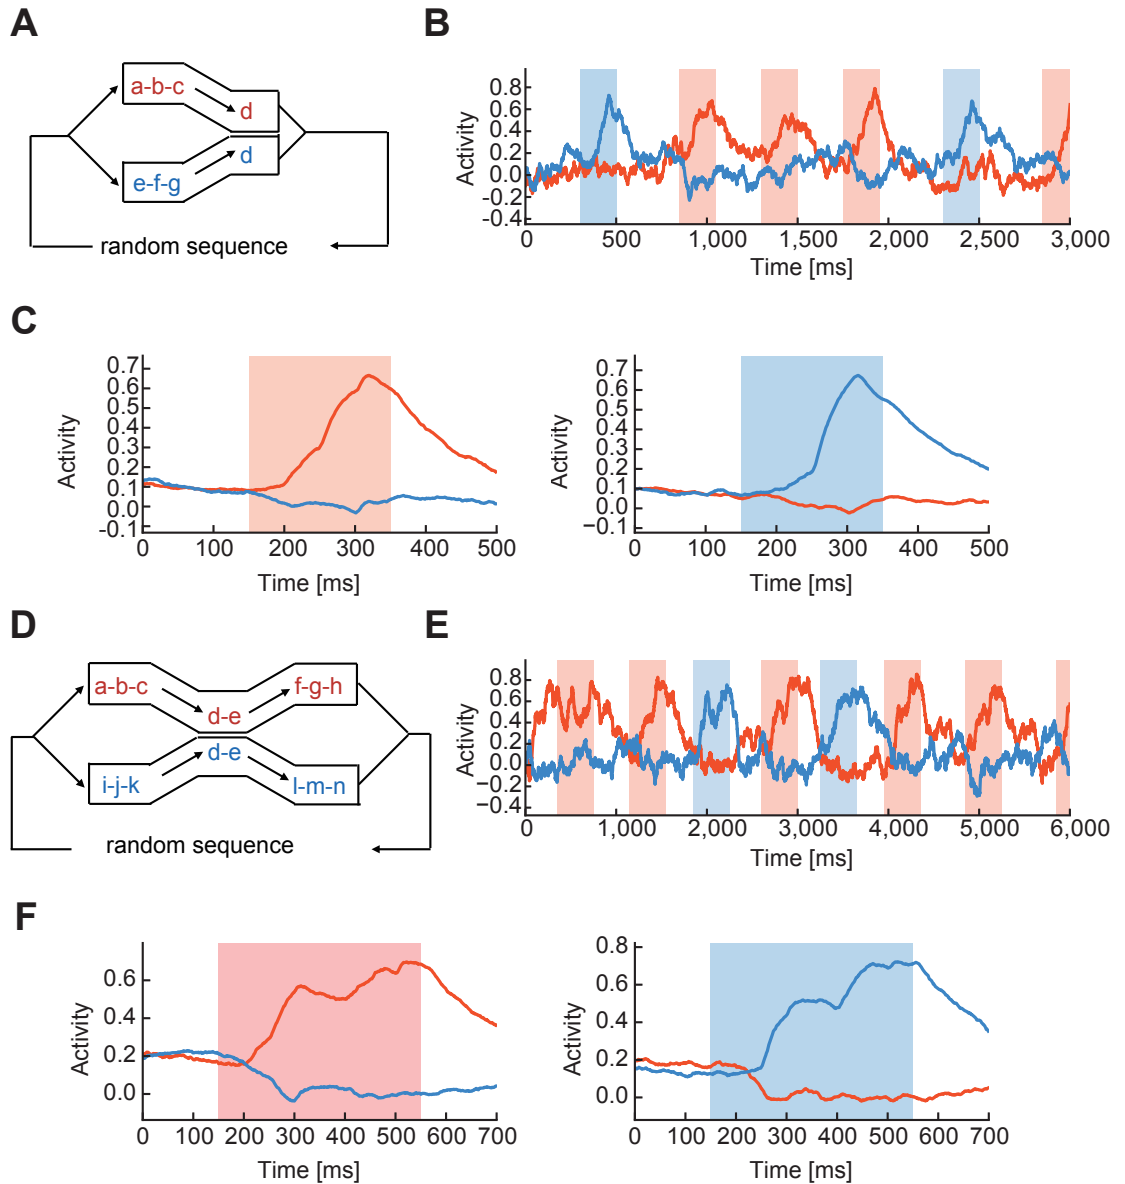 A
a-b-c
d
d
e-f-g
random sequence
B
Activity
0.8
0.6
0.4
0.2
0.0
-0.2
-0.4
0 500 1,000 1,500 2,000 2,500 3,000
Time [ms]
C
Activity
0.7
0.6
0.5
0.4
0.3
0.2
0.1
0.0
-0.1
0 100 200 300 400 500
Time [ms]
Activity
0.7
0.6
0.5
0.4
0.3
0.2
0.1
0.0
−0.1
0 100 200 300 400 500
Time [ms]
D
a-b-c f-g-h
d-e
d-e
i-j-k l-m-n
random sequence
E
Activity
0.8
0.6
0.4
0.2
0.0
−0.2
−0.4
0 1,000 2,000 3,000 4,000 5,000 6,000
Time [ms]
F
Activity
0.6
0.4
0.2
0.0
0 100 200 300 400 500 600 700
Time [ms]
Activity
0.8
0.6
0.4
0.2
0.0
0 100 200 300 400 500 600 700
Time [ms]